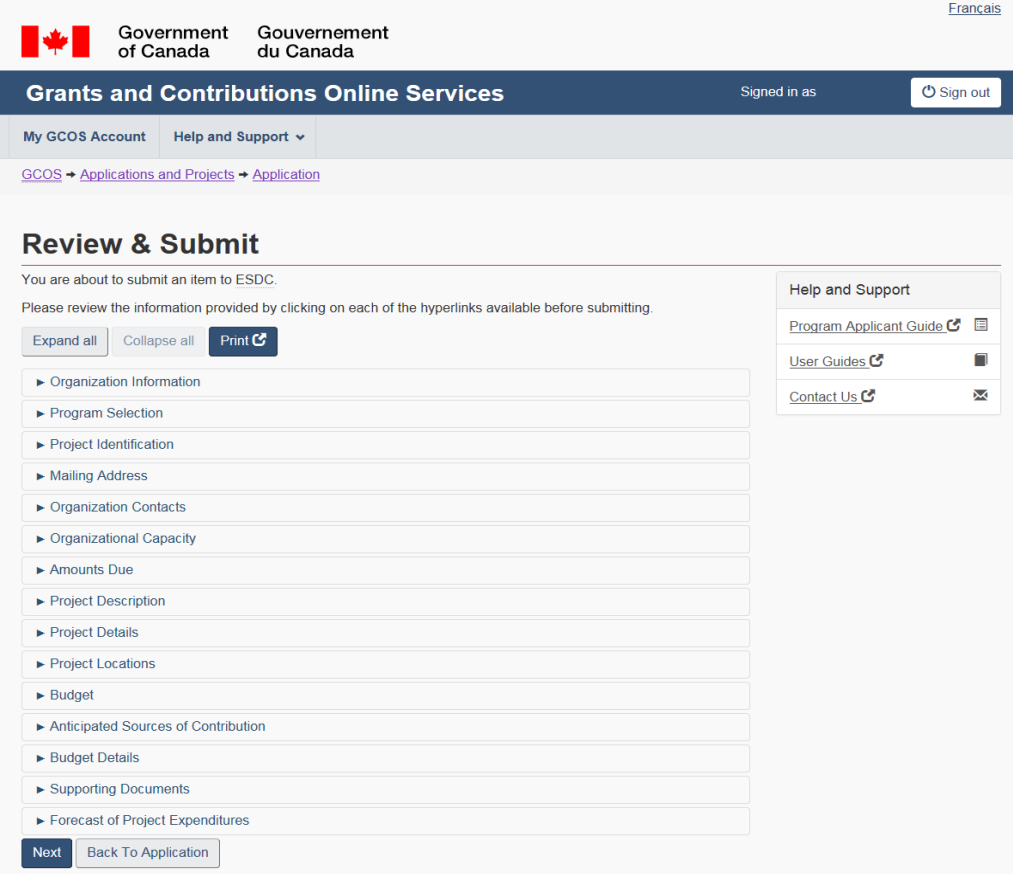 Français
Government of Canada
Gouvernement du Canada
Grants and Contributions Online Services
Signed in as
Sign out
My GCOS Account
Help and Support
GCOS → Applications and Projects → Application
Review & Submit
You are about to submit an item to ESDC.
Please review the information provided by clicking on each of the hyperlinks available before submitting.
Expand all
Collapse all
Print
► Organization Information
► Program Selection
► Project Identification
► Mailing Address
► Organization Contacts
► Organizational Capacity
► Amounts Due
► Project Description
► Project Details
► Project Locations
► Budget
► Anticipated Sources of Contribution
► Budget Details
► Supporting Documents
► Forecast of Project Expenditures
Next
Back To Application
Help and Support
Program Applicant Guide
User Guides
Contact Us